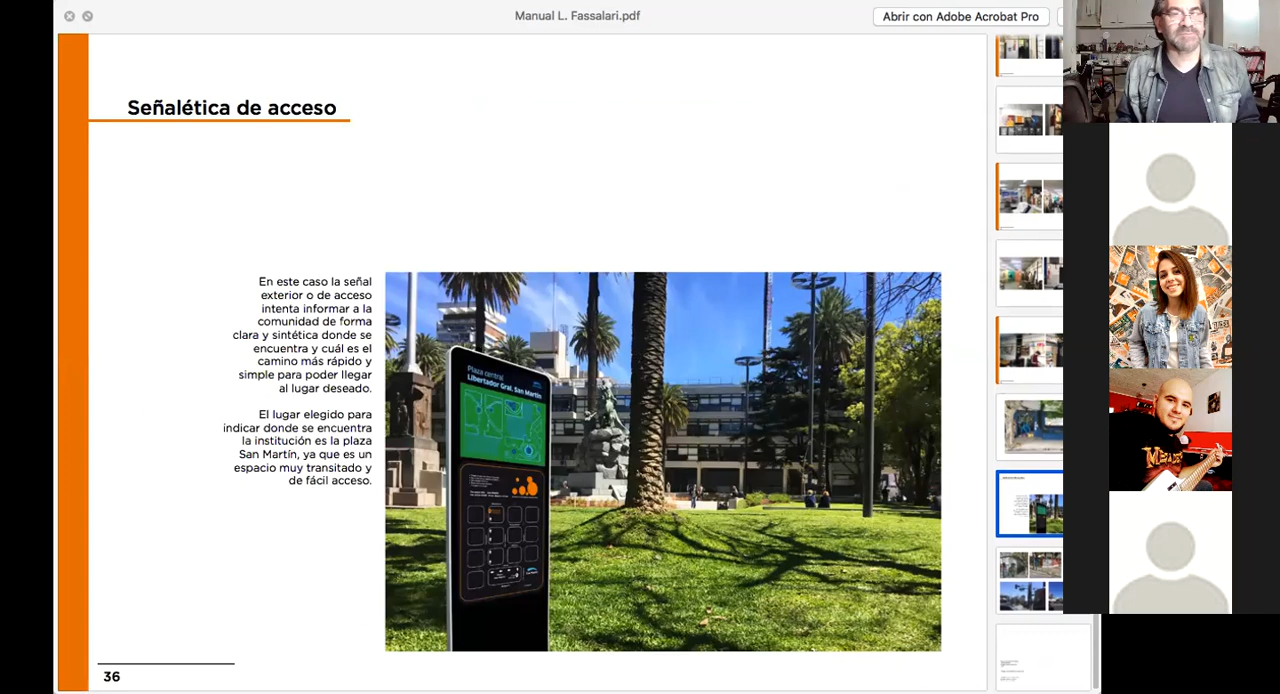 Manual L. Fassalari.pdf
Abrir con Adobe Acrobat Pro
Señalética de acceso
En este caso la señal
exterior o de acceso
intenta informar a la
comunidad de forma
clara y sintética donde se
encuentra y cuál es el
camino más rápido y
simple para poder llegar
al lugar deseado.
El lugar elegido para
indicar donde se encuentra
la institución es la plaza
San Martín, ya que es un
espacio muy transitado y
de fácil acceso.
Plaza central
Libertador Gral. San Martín
36